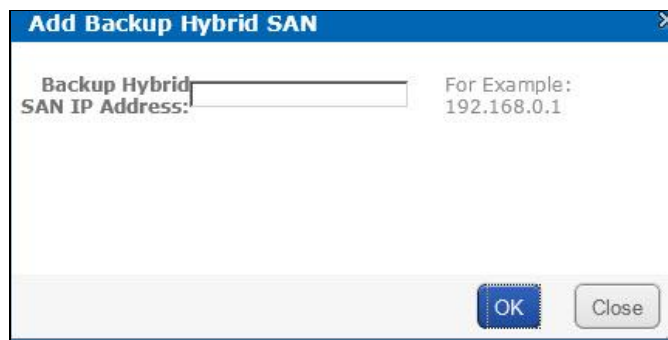 Add Backup Hybrid SAN
Backup Hybrid
SAN IP Address:
For Example:
192.168.0.1
OK
Close